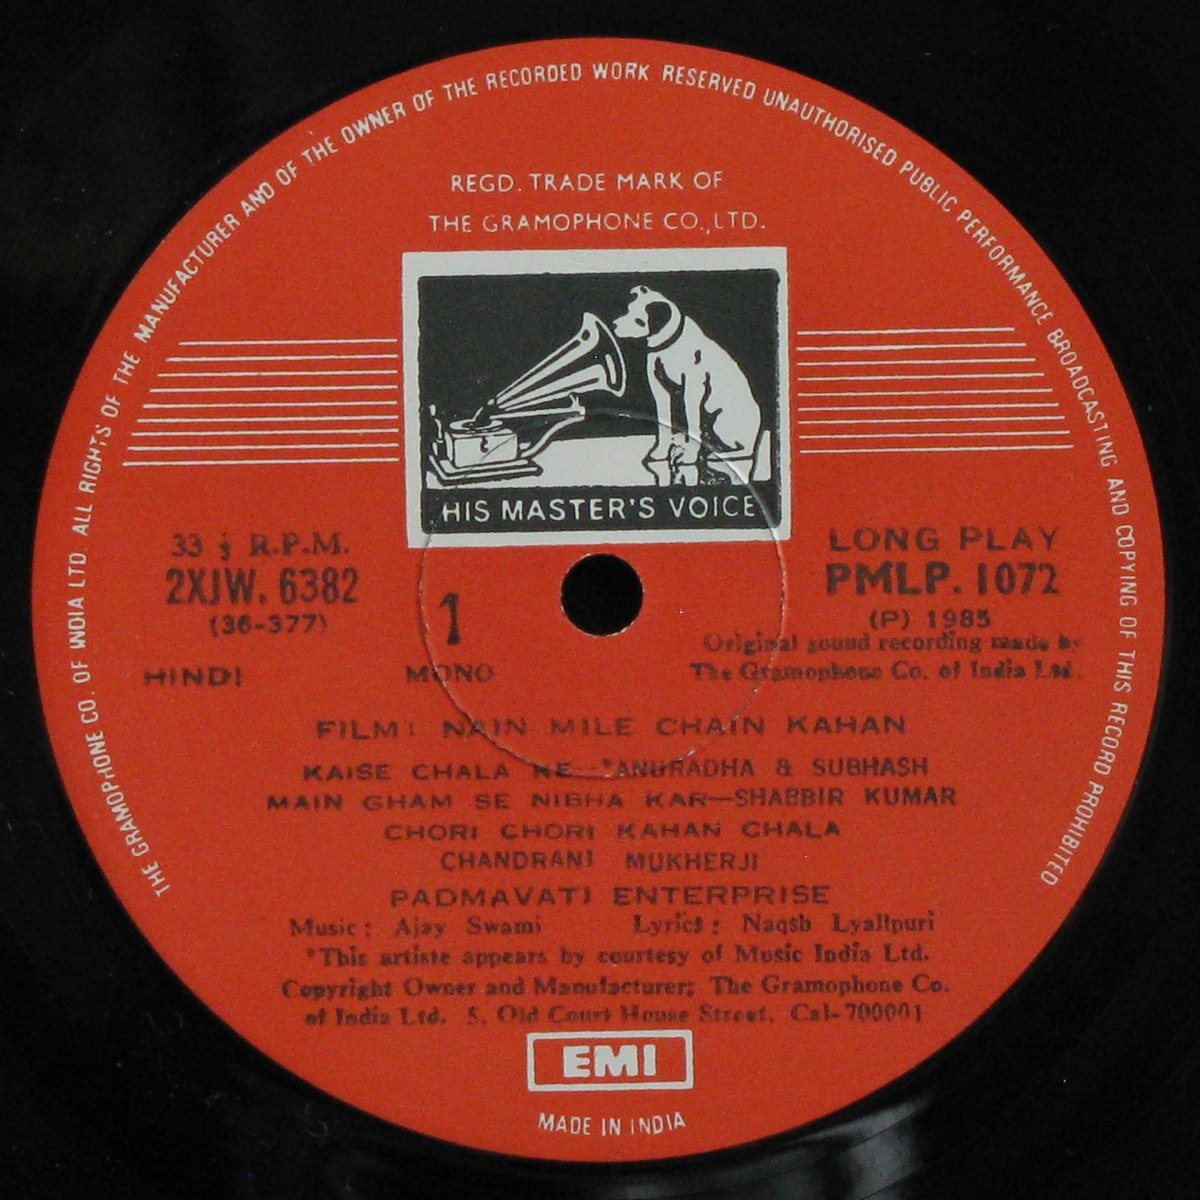 THE GRAMOPHONE CO. OF INDIA LTD. ALL RIGHTS OF THE MANUFACTURER AND OF THE OWNER OF THE RECORDED WORK RESERVED UNAUTHORISED PUBLIC PERFORMANCE BROADCASTING AND COPYING OF THIS RECORD PROHIBITED
REGD. TRADE MARK OF
THE GRAMOPHONE CO., LTD.
HIS MASTER'S VOICE
33 ⅓ R.P.M.
2XJW. 6382
(36-377)
1
HINDI
MONO
LONG PLAY
PMLP. 1072
(P) 1985
Original sound recording made by
The Gramophone Co. of India Ltd.
FILM: NAIN MILE CHAIN KAHAN
KAISE CHALA KE—*ANURADHA & SUBHASH
MAIN GHAM SE NIBHA KAR—SHABBIR KUMAR
CHORI CHORI KAHAN CHALA
CHANDRANI MUKHERJI
PADMAVATI ENTERPRISE
Music: Ajay Swami Lyrics: Naqsh Lyallpuri
*This artiste appears by courtesy of Music India Ltd.
Copyright Owner and Manufacturer; The Gramophone Co.
of India Ltd. 5, Old Court House Street, Cal-700001
EMI
MADE IN INDIA